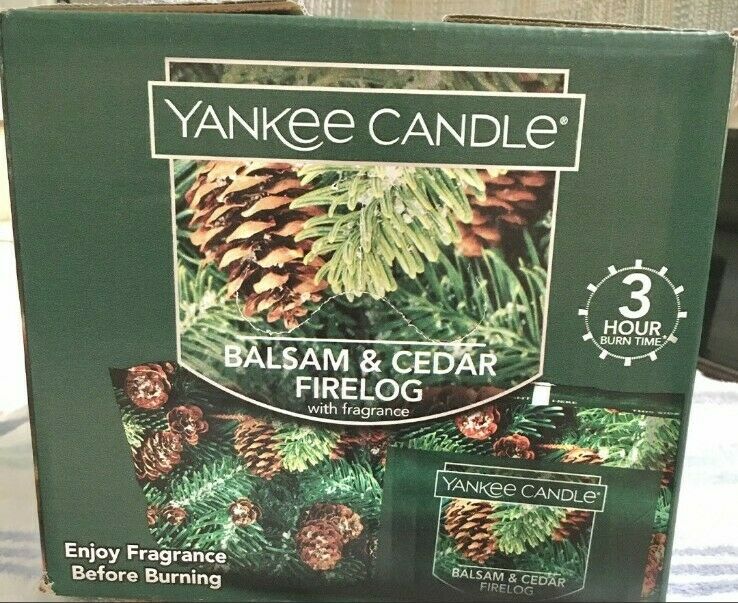 YANKEE CANDLE®
BALSAM & CEDAR
FIRELOG
with fragrance
3
HOUR
BURN TIME*
HERE
YANKEE CANDLE®
BALSAM & CEDAR
FIRELOG
Enjoy Fragrance
Before Burning